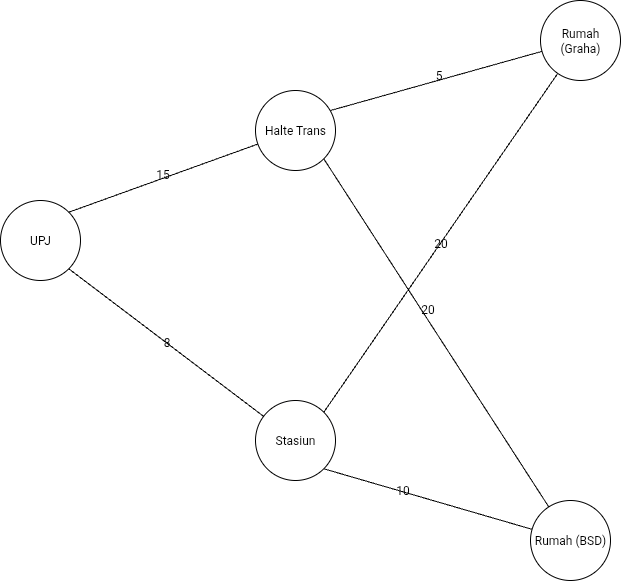 Rumah
(Graha)
5
Halte Trans
15
UPJ
20
20
8
Stasiun
10
Rumah (BSD)